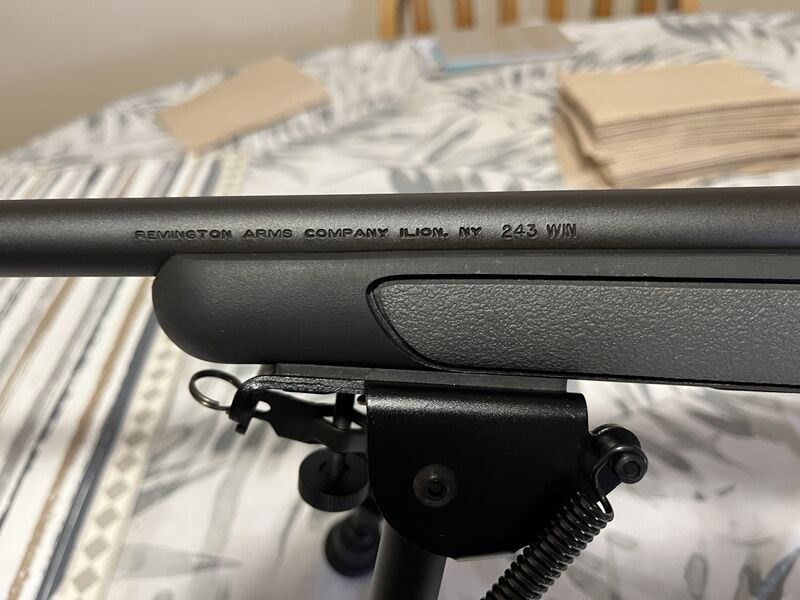 REMINGTON ARMS COMPANY ILION, NY 243 WIN